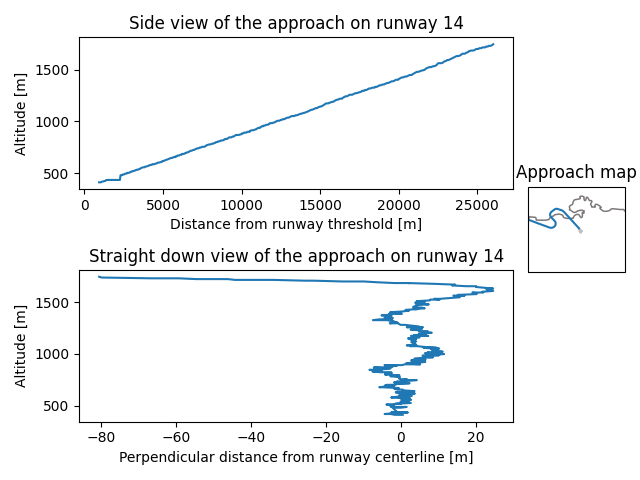 Side view of the approach on runway 14
Altitude [m]
1500
1000
500
0
5000
10000
15000
20000
25000
Distance from runway threshold [m]
Approach map
Straight down view of the approach on runway 14
Altitude [m]
1500
1000
500
−80
−60
−40
−20
0
20
Perpendicular distance from runway centerline [m]